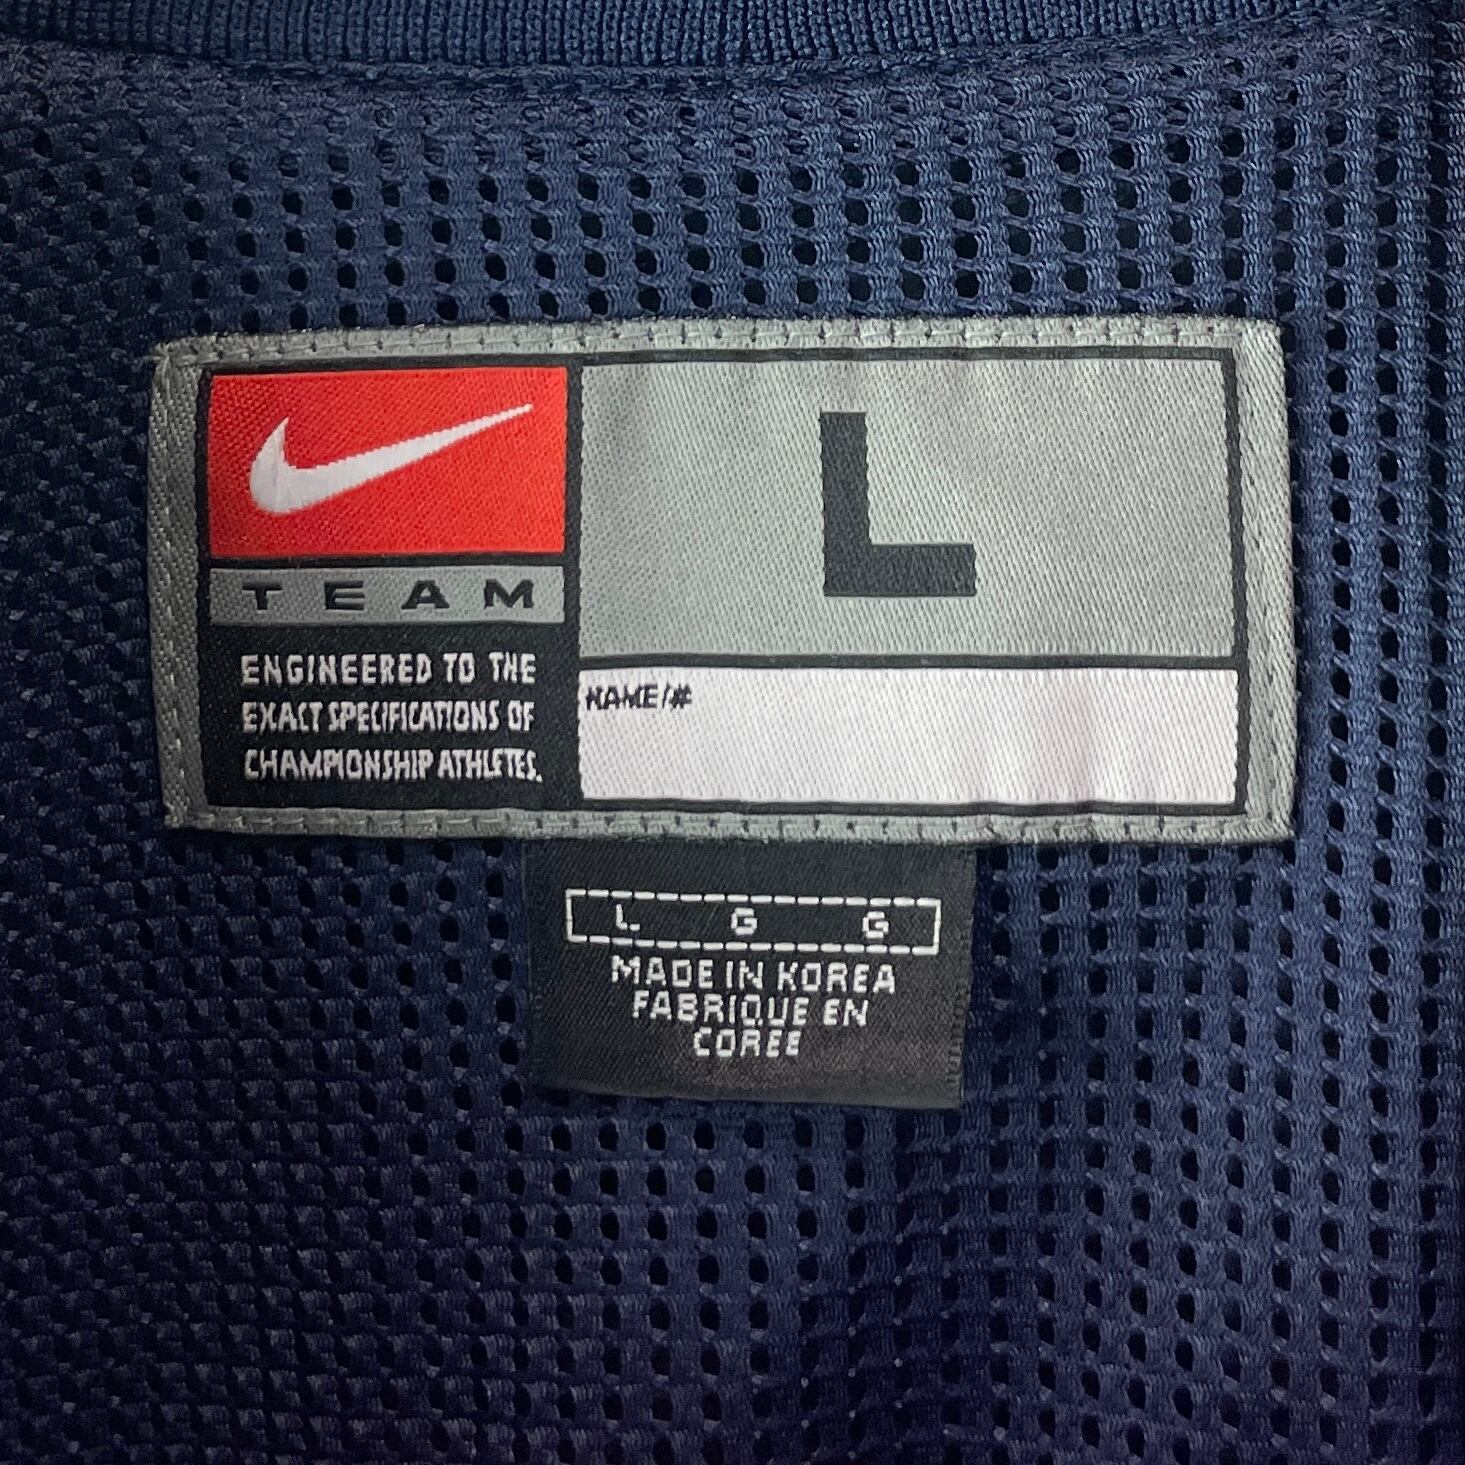 TEAM
ENGINEERED TO THE
EXACT SPECIFICATIONS OF
CHAMPIONSHIP ATHLETES.
L
NAME/#
L G G
MADE IN KOREA
FABRIQUE EN
COREE